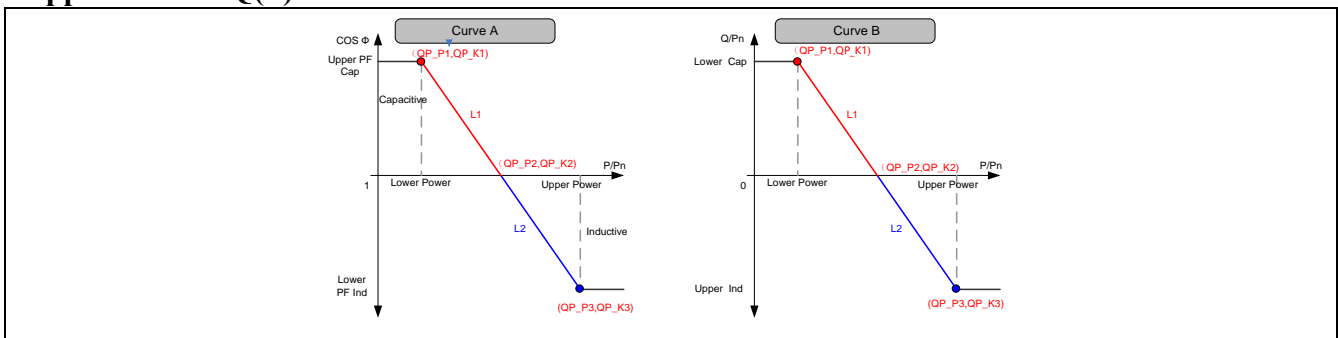 Q(
Curve A
COS Φ
(QP_P1,QP_K1)
Upper PF
Cap
Capacitive
L1
(QP_P2,QP_K2)
P/Pn
1
Lower Power
Upper Power
L2
Inductive
Lower
PF Ind
(QP_P3,QP_K3)
Curve B
Q/Pn
(QP_P1,QP_K1)
Lower Cap
L1
(QP_P2,QP_K2)
P/Pn
0
Lower Power
Upper Power
L2
Upper Ind
(QP_P3,QP_K3)